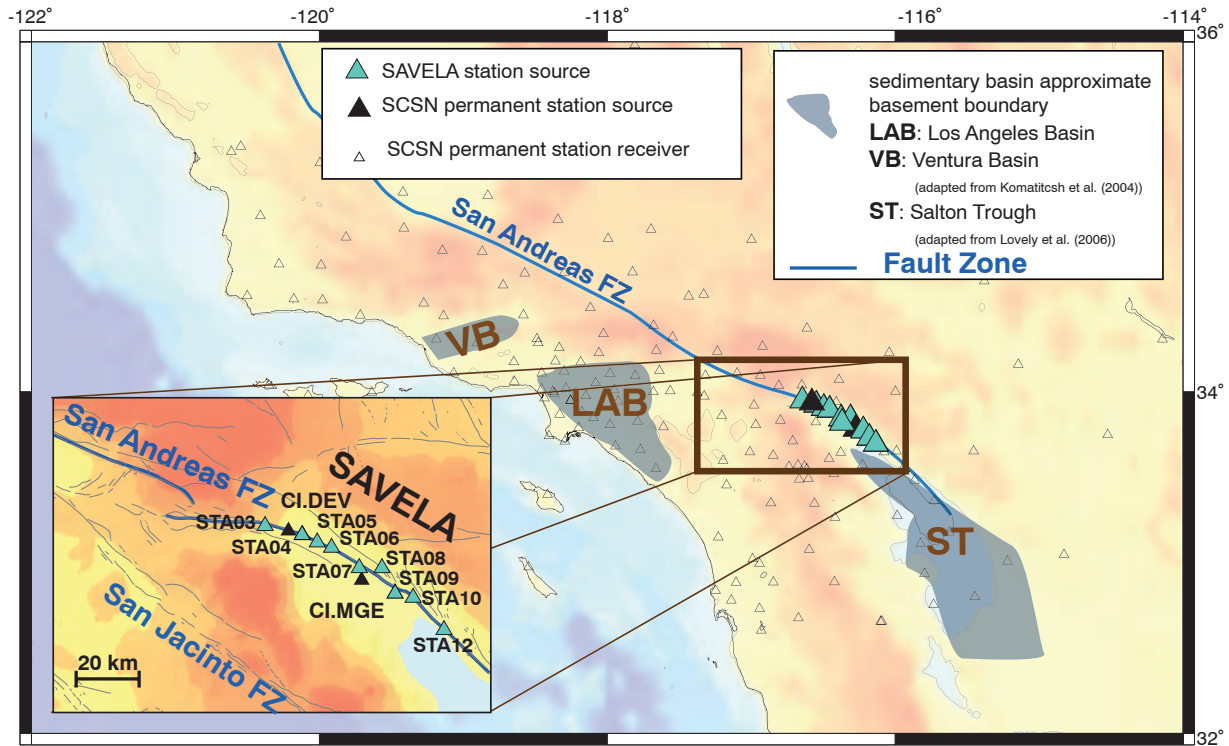 -122°
-120°
-118°
-116°
-114°
36°
34°
32°
SAVELA station source
SCSN permanent station source
SCSN permanent station receiver
sedimentary basin approximate
basement boundary
LAB: Los Angeles Basin
VB: Ventura Basin
(adapted from Komatitcsh et al. (2004))
ST: Salton Trough
(adapted from Lovely et al. (2006))
Fault Zone
San Andreas FZ
VB
LAB
ST
San Andreas FZ
SAVELA
CI.DEV
STA03
STA05
STA04
STA06
STA08
STA07
STA09
STA10
CI.MGE
STA12
San Jacinto FZ
20 km